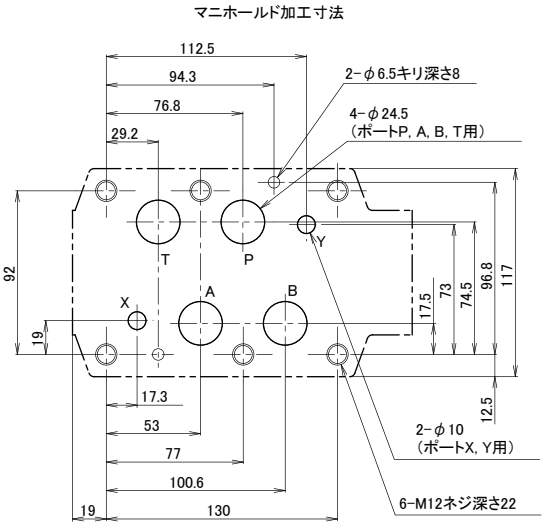 マニホールド加工寸法
112.5
94.3
76.8
29.2
2-φ6.5キリ深さ8
4-φ24.5
（ポートP, A, B, T用）
T
P
Y
X
A
B
92
19
17.5
73
74.5
96.8
117
12.5
17.3
53
77
100.6
19
130
2-φ10
（ポートX, Y用）
6-M12ネジ深さ22